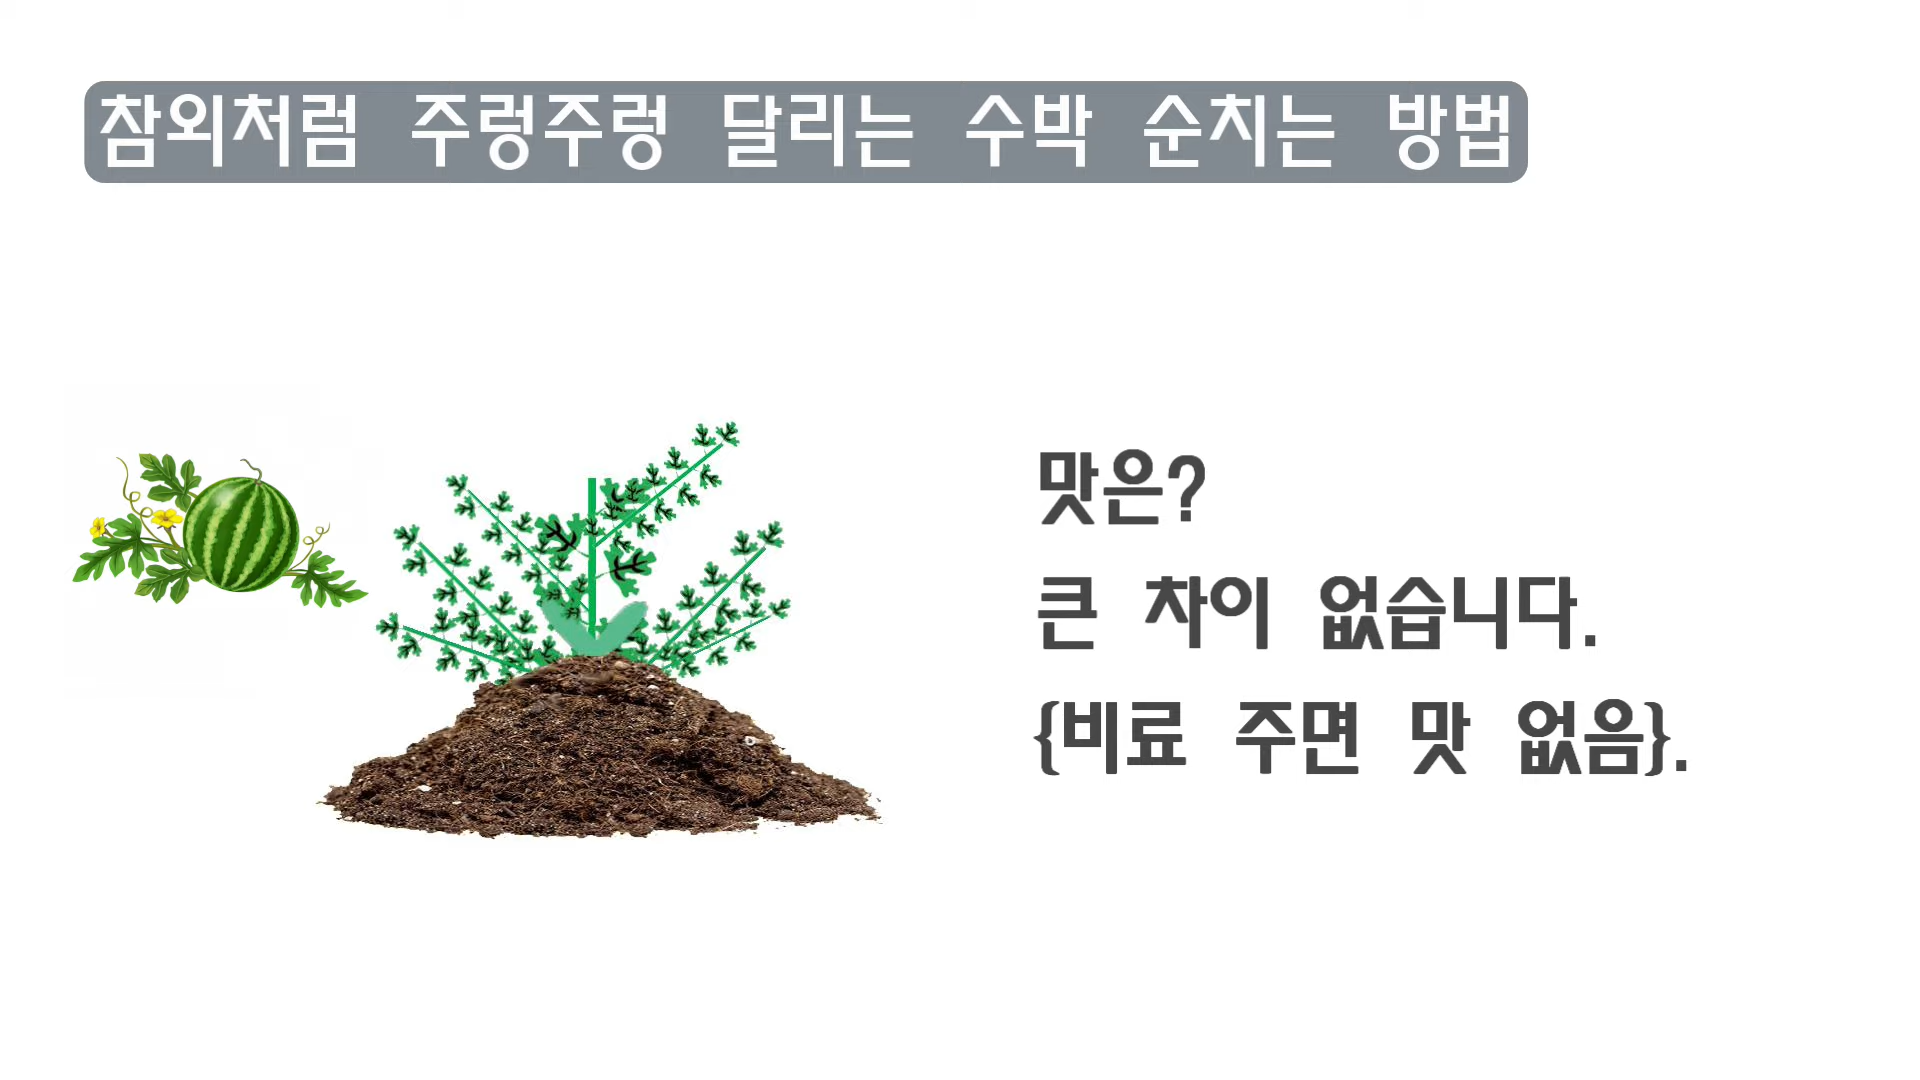 참외처럼 주렁주렁 달리는 수박 순치는 방법
맛은?
큰 차이 없습니다.
{비료 주면 맛 없음}.